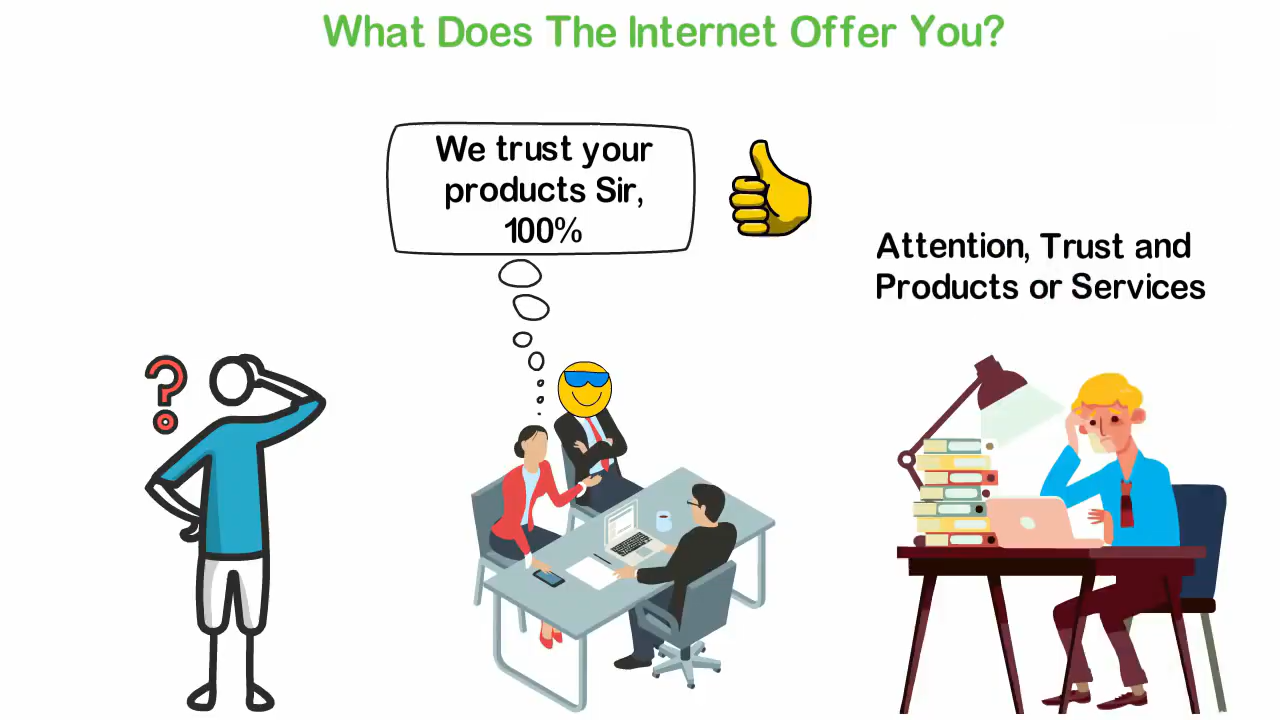 What Does The Internet Offer You?
We trust your
products Sir,
100%
Attention, Trust and
Products or Services